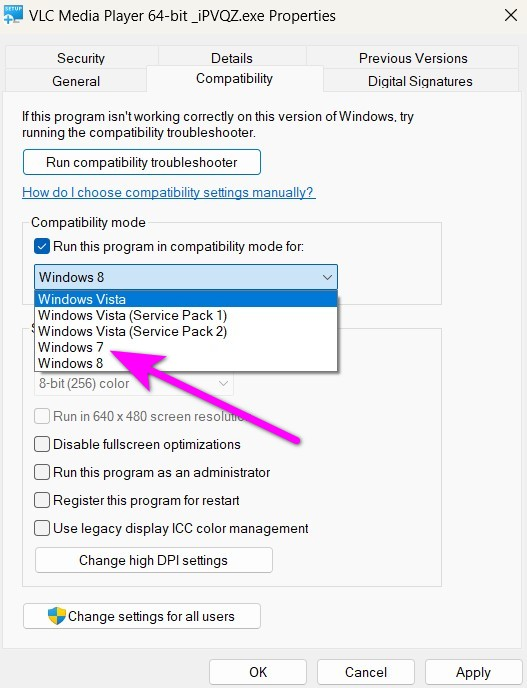 SETUP
VLC Media Player 64-bit _iPVQZ.exe Properties
Security Details Previous Versions
General Compatibility Digital Signatures
If this program isn't working correctly on this version of Windows, try
running the compatibility troubleshooter.
Run compatibility troubleshooter
How do I choose compatibility settings manually?
Compatibility mode
Run this program in compatibility mode for:
Windows 8
Windows Vista
Windows Vista (Service Pack 1)
Windows Vista (Service Pack 2)
Windows 7
Windows 8
8-bit (256) color
Run in 640 x 480 screen
Disable fullscreen optimizations
Run this program as an administrator
Register this program for restart
Use legacy display ICC color management
Change high DPI settings
Change settings for all users
OK Cancel Apply